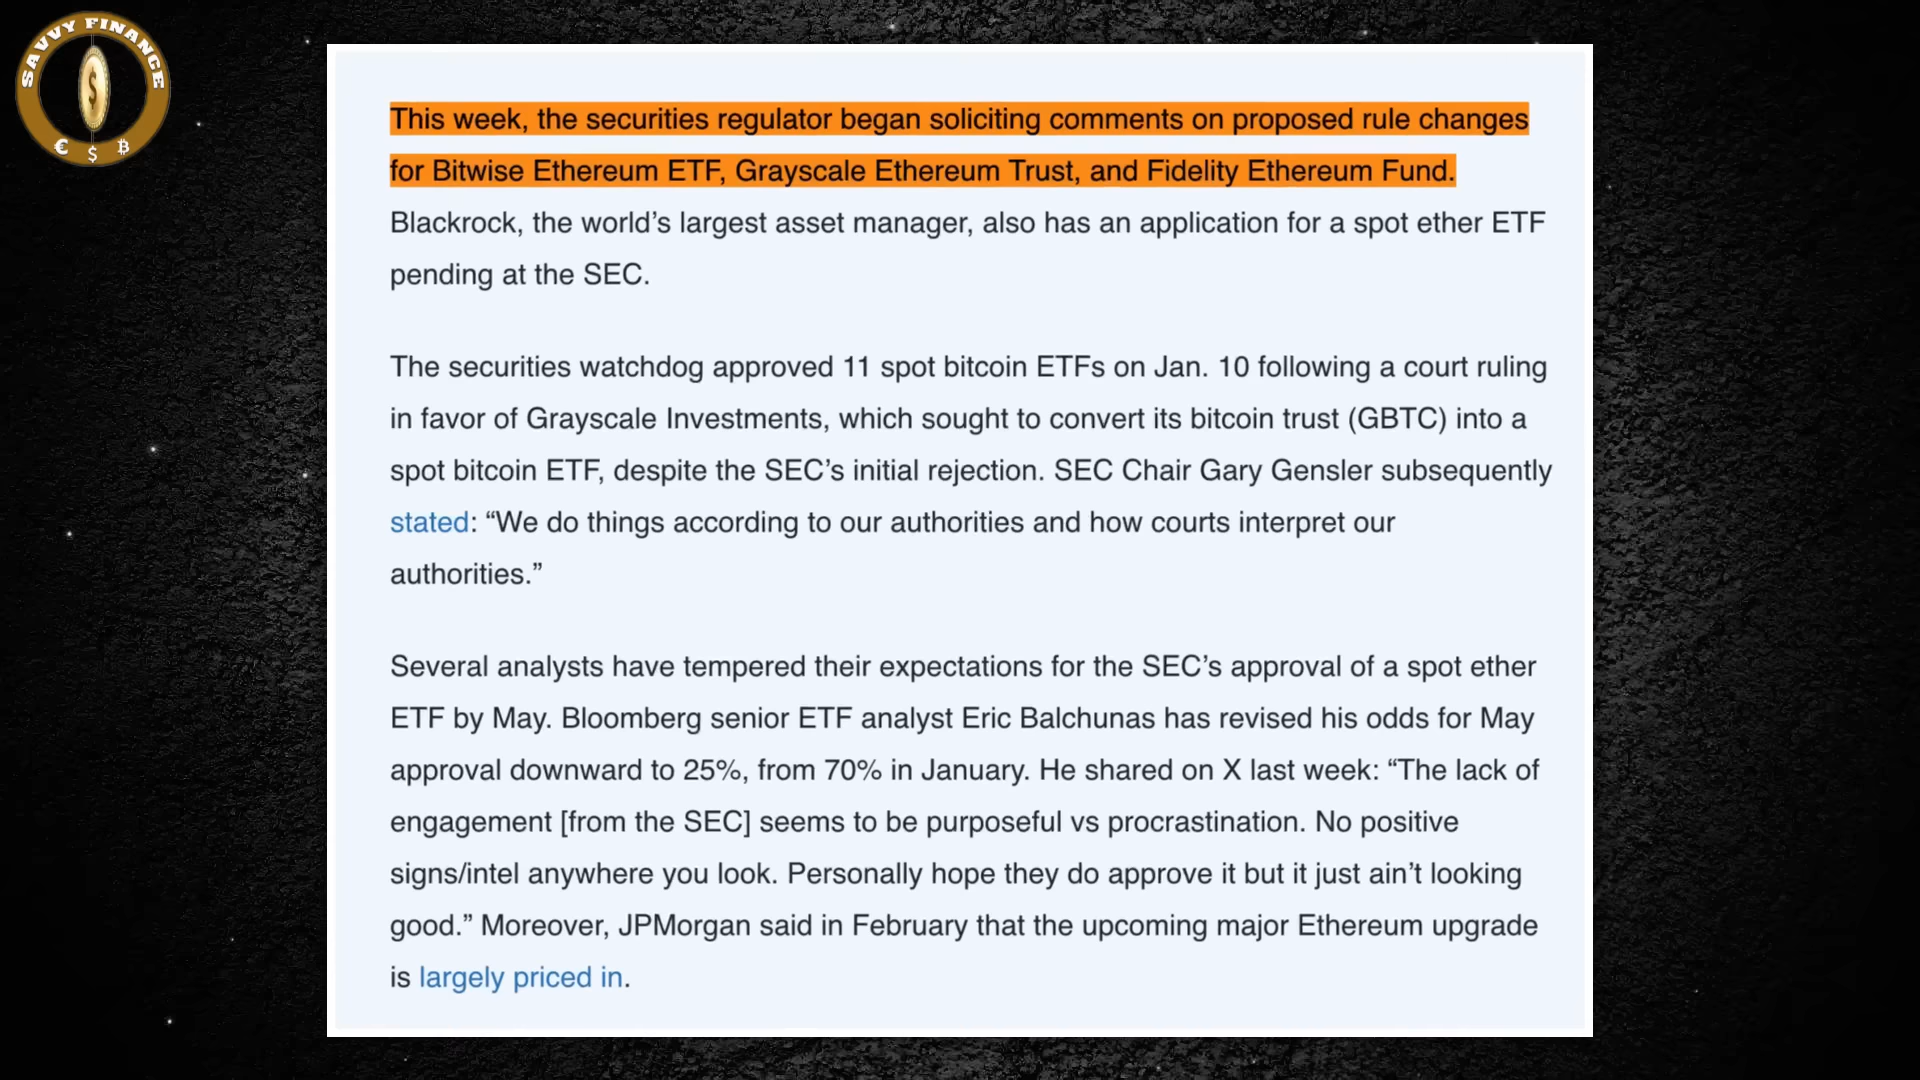 SAVVY FINANCE
$
€ $ ₿
This week, the securities regulator began soliciting comments on proposed rule changes
for Bitwise Ethereum ETF, Grayscale Ethereum Trust, and Fidelity Ethereum Fund.
Blackrock, the world’s largest asset manager, also has an application for a spot ether ETF
pending at the SEC.
The securities watchdog approved 11 spot bitcoin ETFs on Jan. 10 following a court ruling
in favor of Grayscale Investments, which sought to convert its bitcoin trust (GBTC) into a
spot bitcoin ETF, despite the SEC’s initial rejection. SEC Chair Gary Gensler subsequently
stated: “We do things according to our authorities and how courts interpret our
authorities.”
Several analysts have tempered their expectations for the SEC’s approval of a spot ether
ETF by May. Bloomberg senior ETF analyst Eric Balchunas has revised his odds for May
approval downward to 25%, from 70% in January. He shared on X last week: “The lack of
engagement [from the SEC] seems to be purposeful vs procrastination. No positive
signs/intel anywhere you look. Personally hope they do approve it but it just ain’t looking
good.” Moreover, JPMorgan said in February that the upcoming major Ethereum upgrade
is largely priced in.